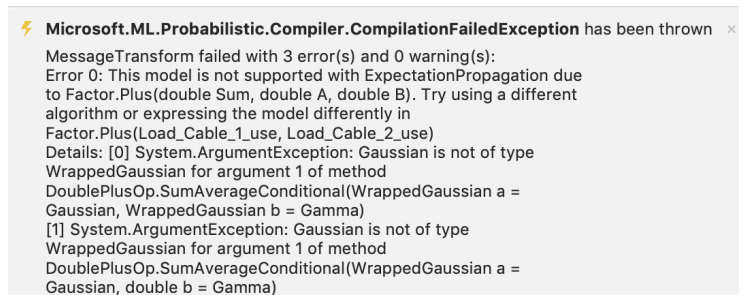 Microsoft.ML.Probabilistic.Compiler.CompilationFailedException has been thrown ×
MessageTransform failed with 3 error(s) and 0 warning(s):
Error 0: This model is not supported with ExpectationPropagation due
to Factor.Plus(double Sum, double A, double B). Try using a different
algorithm or expressing the model differently in
Factor.Plus(Load_Cable_1_use, Load_Cable_2_use)
Details: [0] System.ArgumentException: Gaussian is not of type
WrappedGaussian for argument 1 of method
DoublePlusOp.SumAverageConditional(WrappedGaussian a =
Gaussian, WrappedGaussian b = Gamma)
[1] System.ArgumentException: Gaussian is not of type
WrappedGaussian for argument 1 of method
DoublePlusOp.SumAverageConditional(WrappedGaussian a =
Gaussian, double b = Gamma)